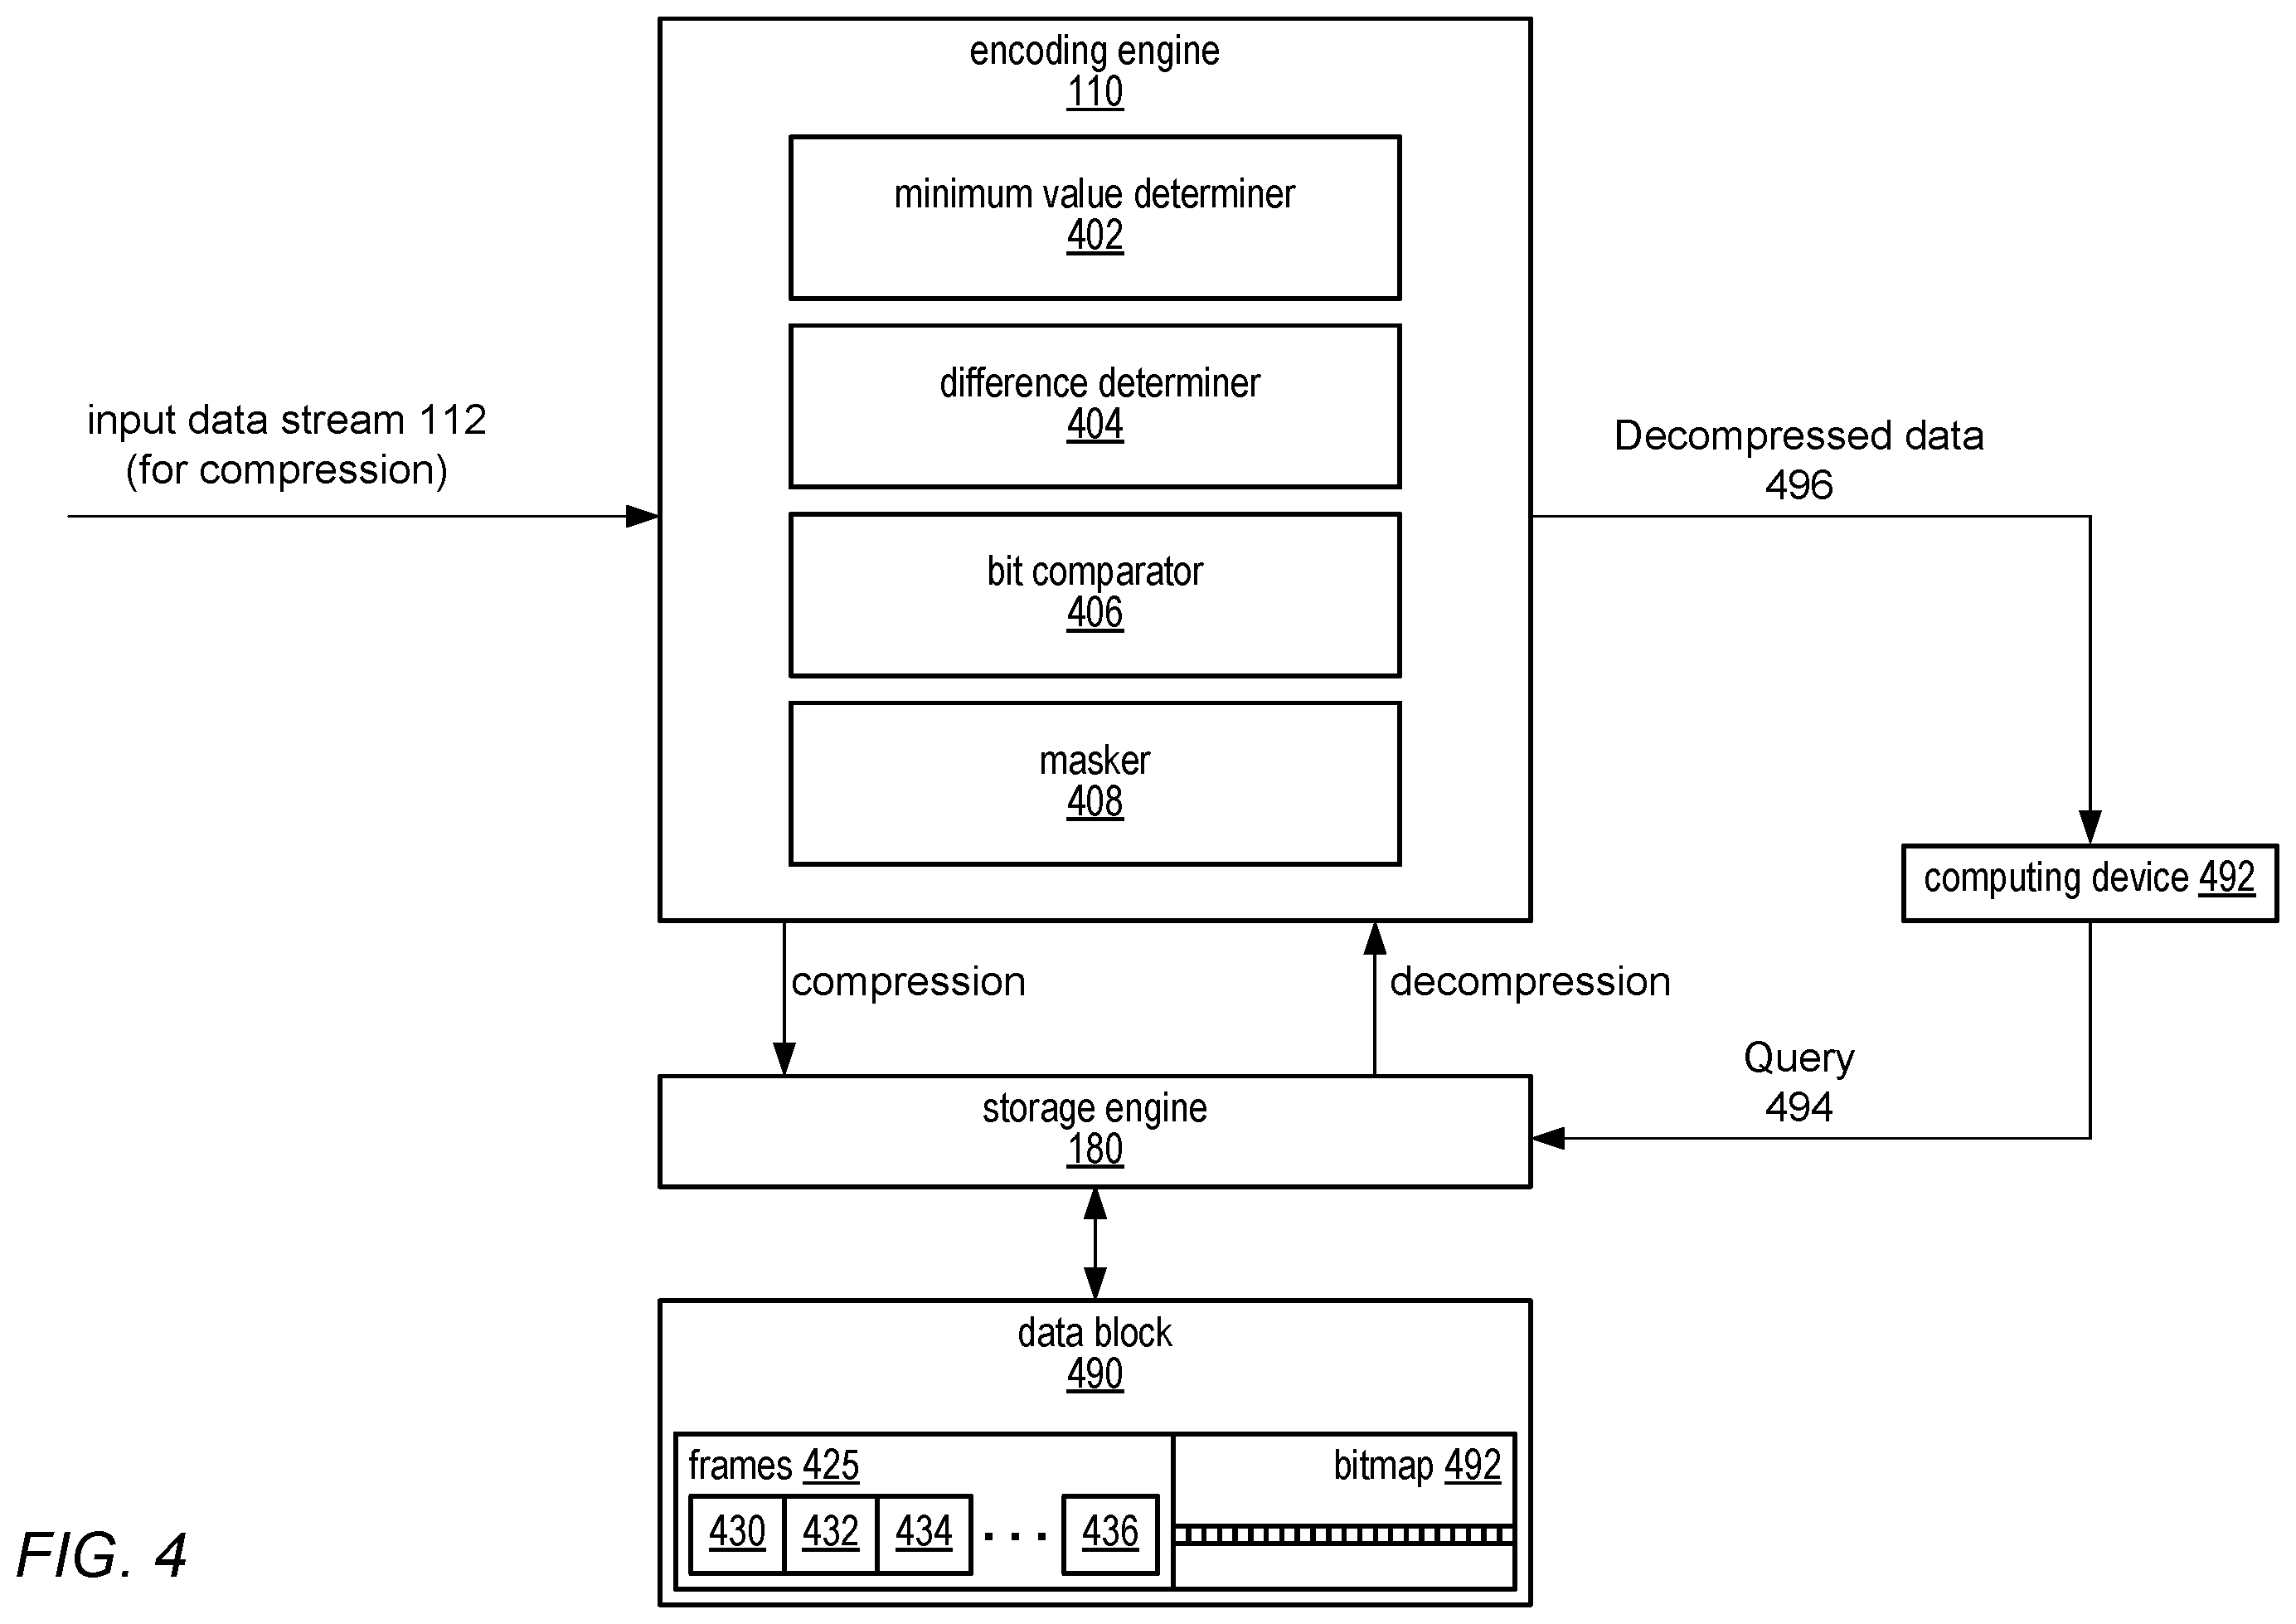 encoding engine
110
minimum value determiner
402
difference determiner
404
input data stream 112
(for compression)
Decompressed data
496
bit comparator
406
masker
408
computing device 492
compression
decompression
Query
494
storage engine
180
data block
490
frames 425
bitmap 492
430 432 434 ... 436
FIG. 4